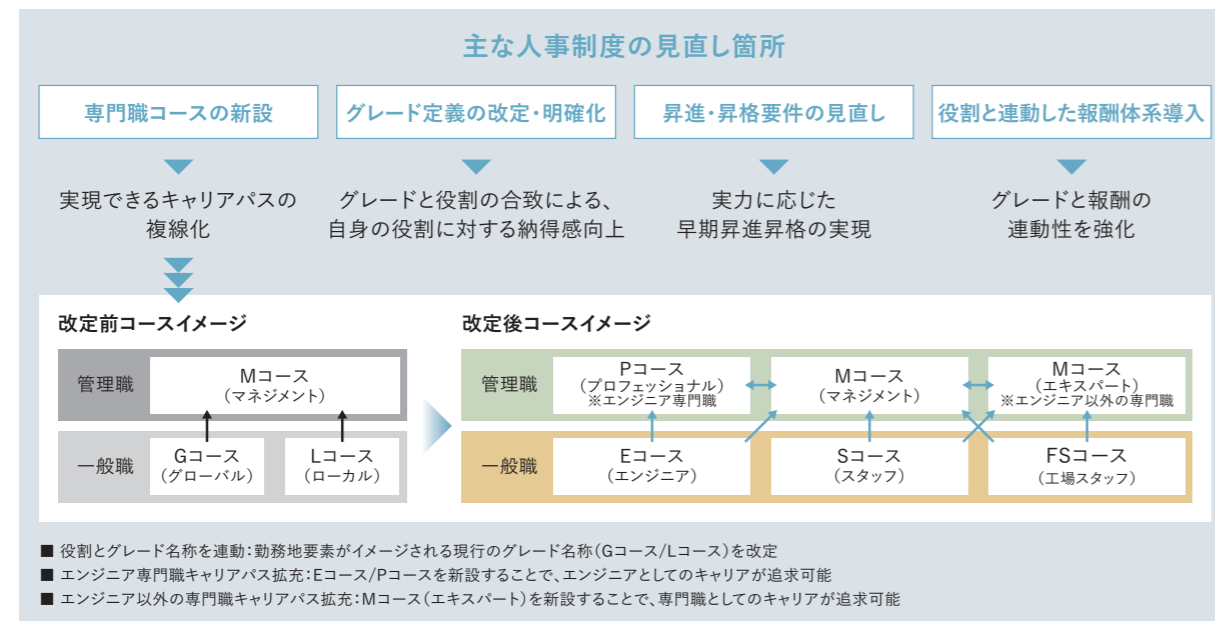 主な人事制度の見直し箇所
専門職コースの新設
グレード定義の改定・明確化
昇進・昇格要件の見直し
役割と連動した報酬体系導入
実現できるキャリアパスの
複線化
グレードと役割の合致による、
自身の役割に対する納得感向上
実力に応じた
早期昇進昇格の実現
グレードと報酬の
連動性を強化
改定前コースイメージ
管理職
Mコース
（マネジメント）
一般職
Gコース
（グローバル）
Lコース
（ローカル）
改定後コースイメージ
管理職
Pコース
（プロフェッショナル）
※エンジニア専門職
Mコース
（マネジメント）
Mコース
（エキスパート）
※エンジニア以外の専門職
一般職
Eコース
（エンジニア）
Sコース
（スタッフ）
FSコース
（工場スタッフ）
■ 役割とグレード名称を連動：勤務地要素がイメージされる現行のグレード名称（Gコース/Lコース）を改定
■ エンジニア専門職キャリアパス拡充：Eコース/Pコースを新設することで、エンジニアとしてのキャリアが追求可能
■ エンジニア以外の専門職キャリアパス拡充：Mコース（エキスパート）を新設することで、専門職としてのキャリアが追求可能